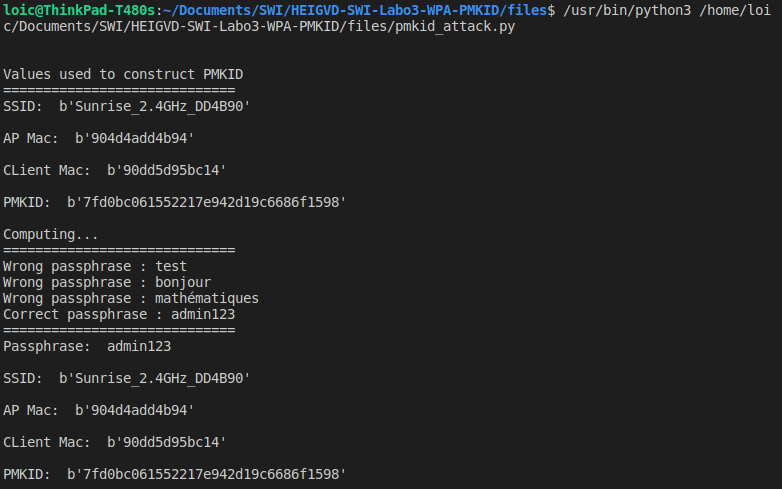 loic@ThinkPad-T480s:~/Documents/SWI/HEIGVD-SWI-Labo3-WPA-PMKID/files$ /usr/bin/python3 /home/loi
c/Documents/SWI/HEIGVD-SWI-Labo3-WPA-PMKID/files/pmkid_attack.py
Values used to construct PMKID
=============================
SSID:  b'Sunrise_2.4GHz_DD4B90'
AP Mac:  b'904d4add4b94'
CLient Mac:  b'90dd5d95bc14'
PMKID:  b'7fd0bc061552217e942d19c6686f1598'
Computing...
=============================
Wrong passphrase : test
Wrong passphrase : bonjour
Wrong passphrase : mathématiques
Correct passphrase : admin123
=============================
Passphrase:  admin123
SSID:  b'Sunrise_2.4GHz_DD4B90'
AP Mac:  b'904d4add4b94'
CLient Mac:  b'90dd5d95bc14'
PMKID:  b'7fd0bc061552217e942d19c6686f1598'